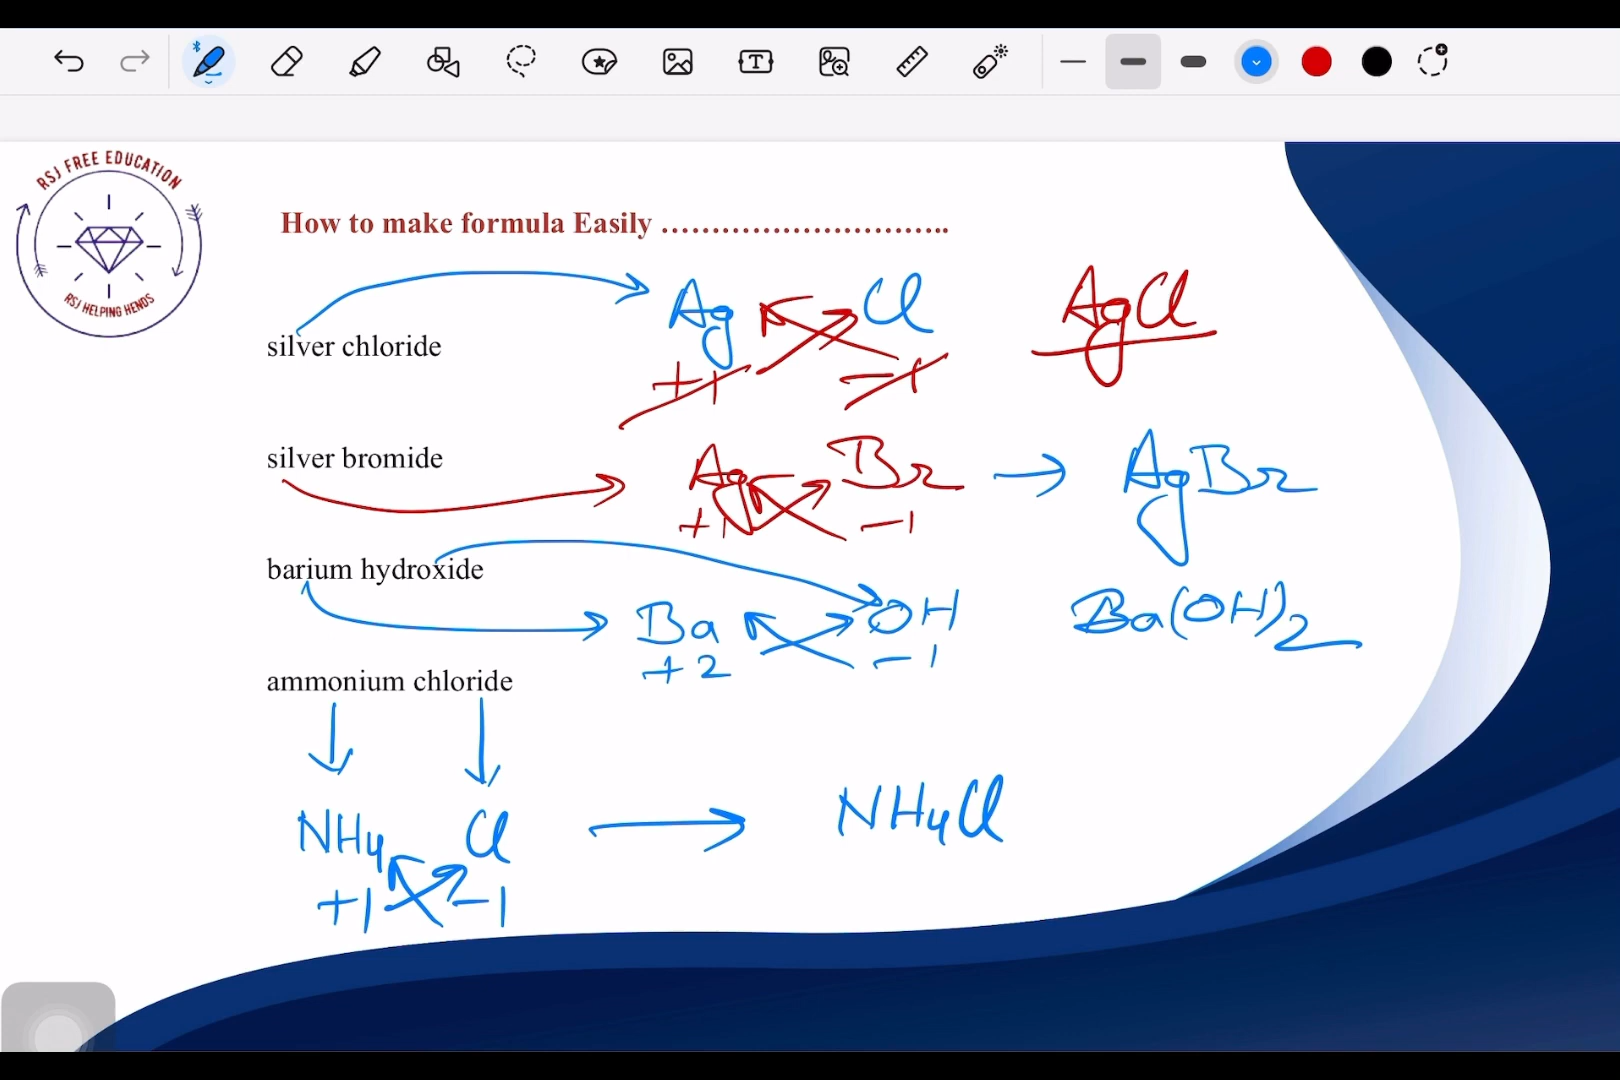 RSJ FREE EDUCATION
RSJ HELPING HENDS
How to make formula Easily ...............................
silver chloride
Ag Cl AgCl
+1 -1
silver bromide
Ag Br → AgBr
+1 -1
barium hydroxide
Ba OH Ba(OH)2
+2 -1
ammonium chloride
NH4 Cl → NH4Cl
+1 -1